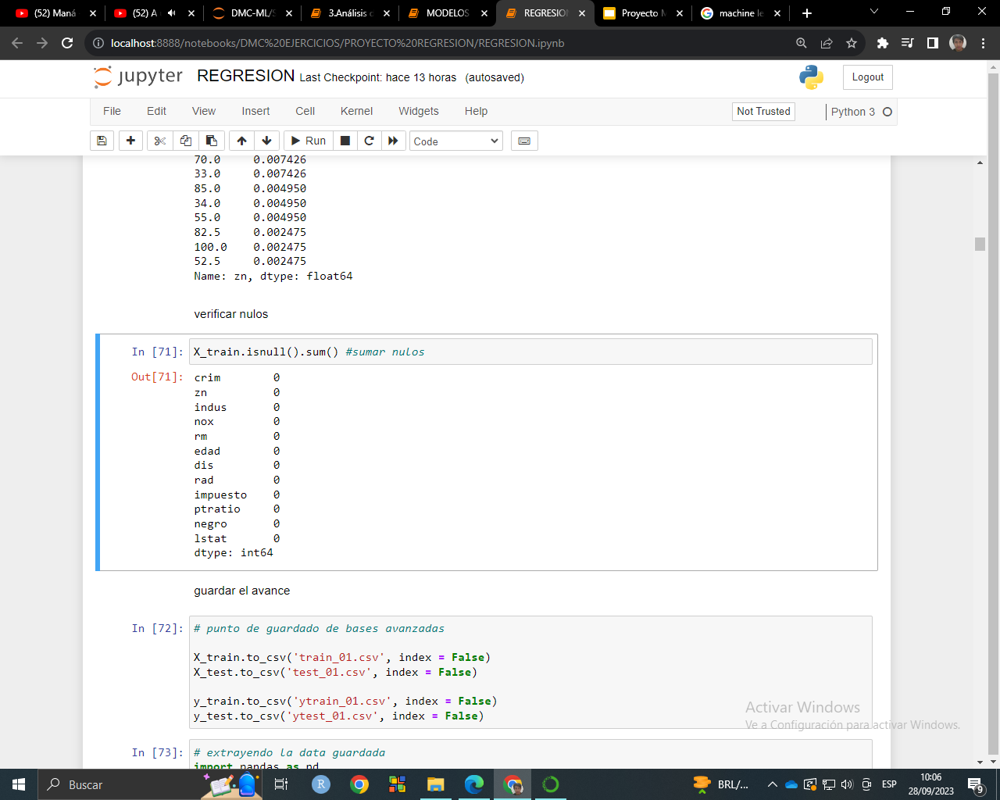 (52) Maná
(52) A
DMC-ML/S
3.Análisis d
MODELOS
REGRESION
Proyecto M
machine le
localhost:8888/notebooks/DMC%20EJERCICIOS/PROYECTO%20REGRESION/REGRESION.ipynb
jupyter REGRESION Last Checkpoint: hace 13 horas (autosaved)
Logout
File Edit View Insert Cell Kernel Widgets Help
Not Trusted
Python 3
Run
Code
70.0 0.007426
33.0 0.007426
85.0 0.004950
34.0 0.004950
55.0 0.004950
82.5 0.002475
100.0 0.002475
52.5 0.002475
Name: zn, dtype: float64
verificar nulos
In [71]: X_train.isnull().sum() #sumar nulos
Out[71]: crim 0
zn 0
indus 0
nox 0
rm 0
edad 0
dis 0
rad 0
impuesto 0
ptratio 0
negro 0
lstat 0
dtype: int64
guardar el avance
In [72]: # punto de guardado de bases avanzadas
X_train.to_csv('train_01.csv', index = False)
X_test.to_csv('test_01.csv', index = False)
y_train.to_csv('ytrain_01.csv', index = False)
y_test.to_csv('ytest_01.csv', index = False)
Activar Windows
Ve a Configuración para activar Windows.
In [73]: # extrayendo la data guardada
import pandas as pd
Buscar
R
BRL/...
ESP
10:06
28/09/2023
9